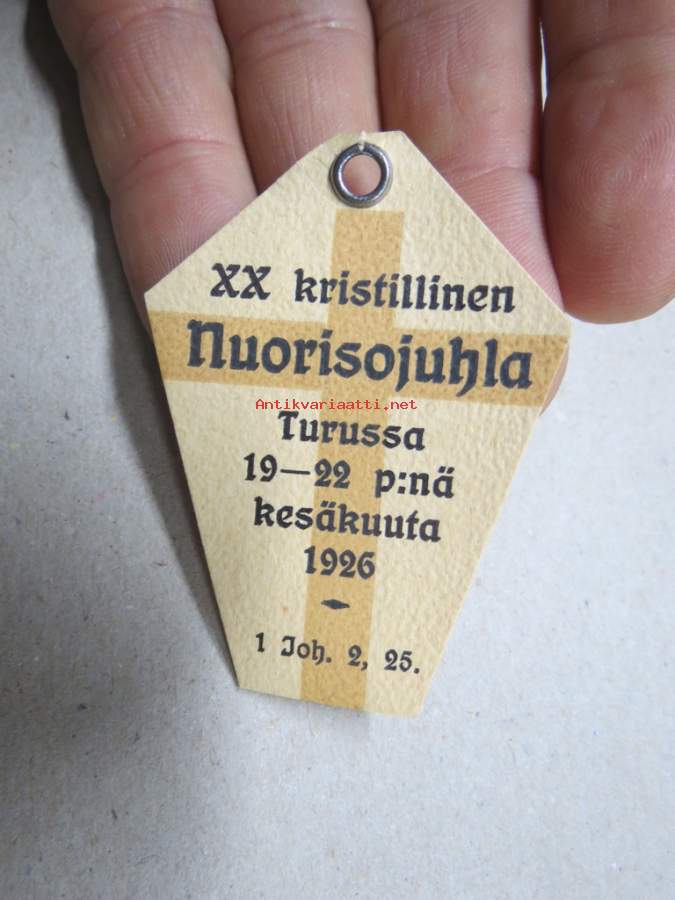 XX kristillinen
Nuorisojuhla
Antikvariaatti.net
Turussa
19—22 p:nä
kesäkuuta
1926
1 Joh. 2, 25.